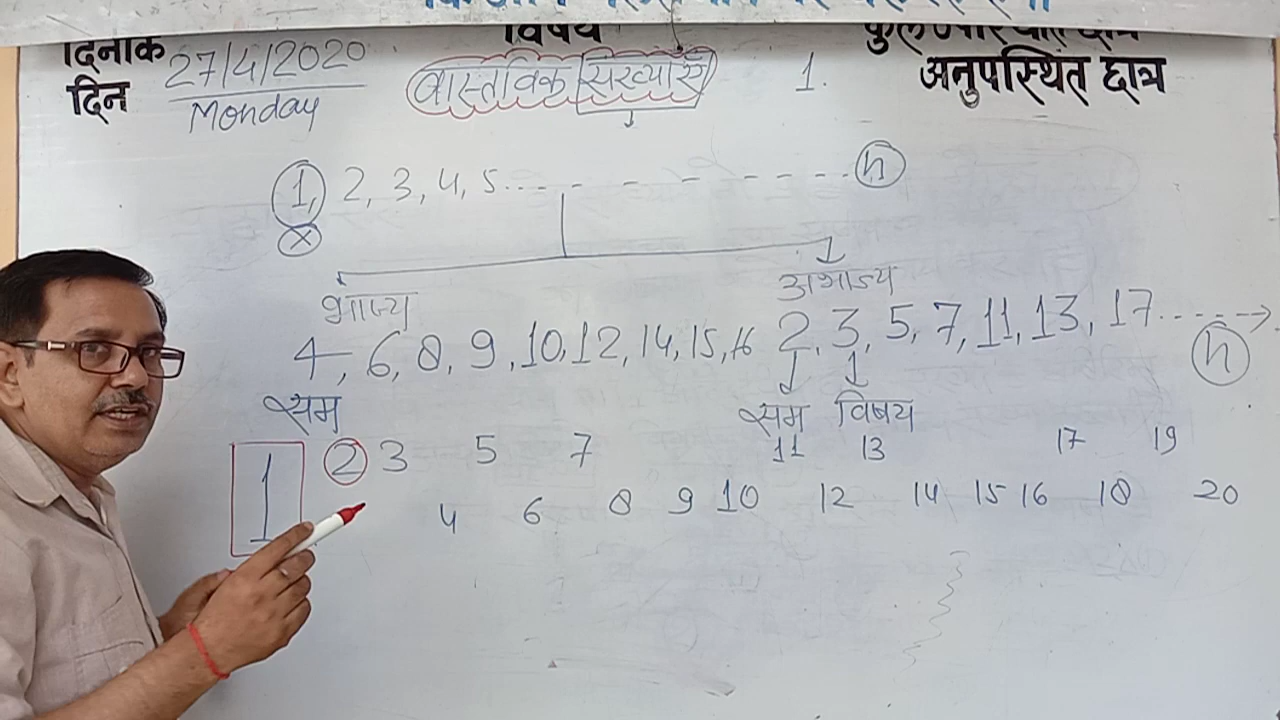 दिनांक 27/4/2020 विषय
दिन Monday वास्तविक संख्याएँ 1. अनुपस्थित छात्र
1, 2, 3, 4, 5... - - - - - - - n
x
भाज्य अभाज्य
4, 6, 8, 9, 10, 12, 14, 15, 16 2, 3, 5, 7, 11, 13, 17.....
n
सम सम विषय
1 2 3 5 7 11 13 17 19
4 6 8 9 10 12 14 15 16 18 20